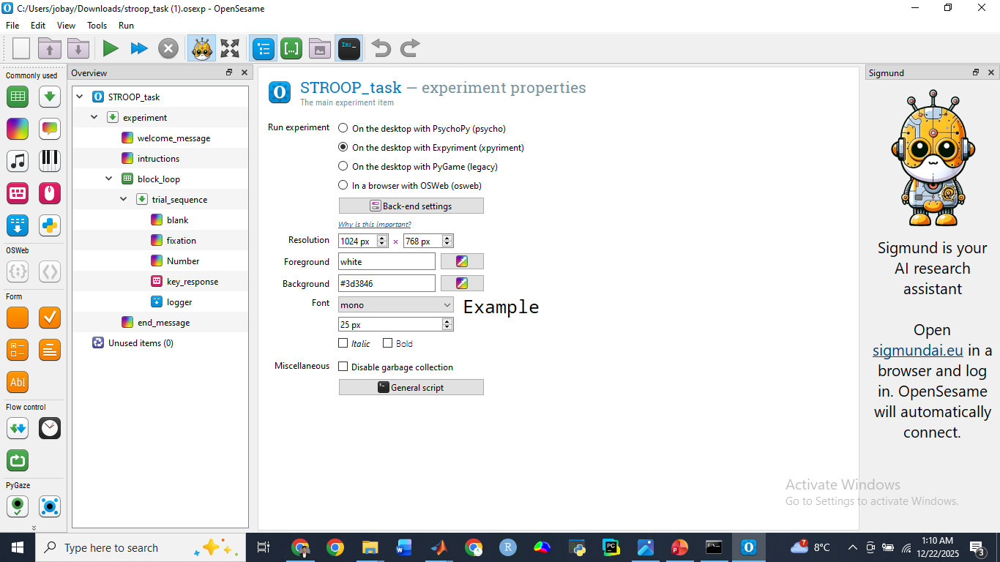 C:/Users/jobay/Downloads/stroop_task (1).osexp - OpenSesame
File Edit View Tools Run
Commonly used
OSWeb
Form
AbI
Flow control
PyGaze
Overview
STROOP_task
experiment
welcome_message
intructions
block_loop
trial_sequence
blank
fixation
Number
key_response
logger
end_message
Unused items (0)
STROOP_task — experiment properties
The main experiment item
Run experiment
On the desktop with PsychoPy (psycho)
On the desktop with Expyriment (xpyriment)
On the desktop with PyGame (legacy)
In a browser with OSWeb (osweb)
Back-end settings
Why is this important?
Resolution 1024 px × 768 px
Foreground white
Background #3d3846
Font mono Example
25 px
Italic Bold
Miscellaneous Disable garbage collection
General script
Sigmund
Sigmund is your
AI research
assistant
Open
sigmundai.eu in a
browser and log
in. OpenSesame
will automatically
connect.
Activate Windows
Go to Settings to activate Windows.
Type here to search
8°C
1:10 AM
12/22/2025